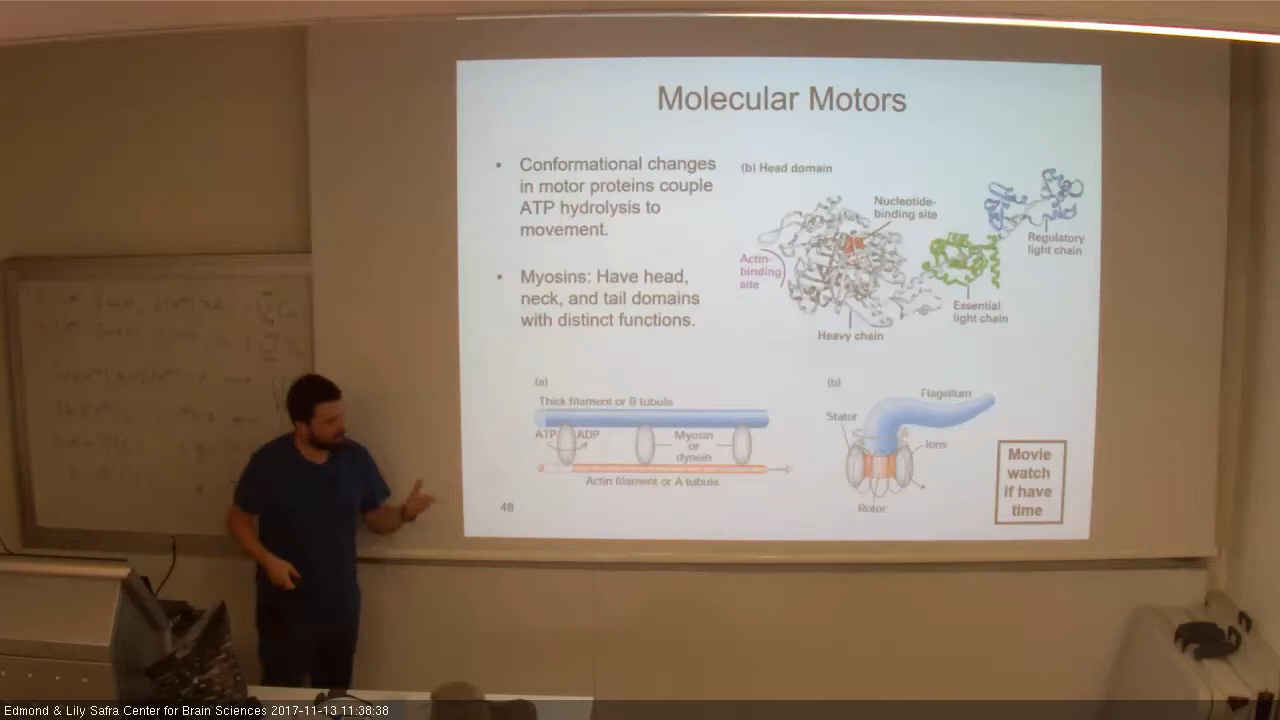 Molecular Motors
• Conformational changes
in motor proteins couple
ATP hydrolysis to
movement.
• Myosins: Have head,
neck, and tail domains
with distinct functions.
(b) Head domain
Nucleotide-
binding site
Actin-
binding
site
Regulatory
light chain
Essential
light chain
Heavy chain
(a)
Thick filament or B tubule
ATP ADP
Myosin
or
dynein
Actin filament or A tubule
(b)
Flagellum
Stator
Ions
Rotor
Movie
watch
if have
time
48
Edmond & Lily Safra Center for Brain Sciences 2017-11-13 11:38:38